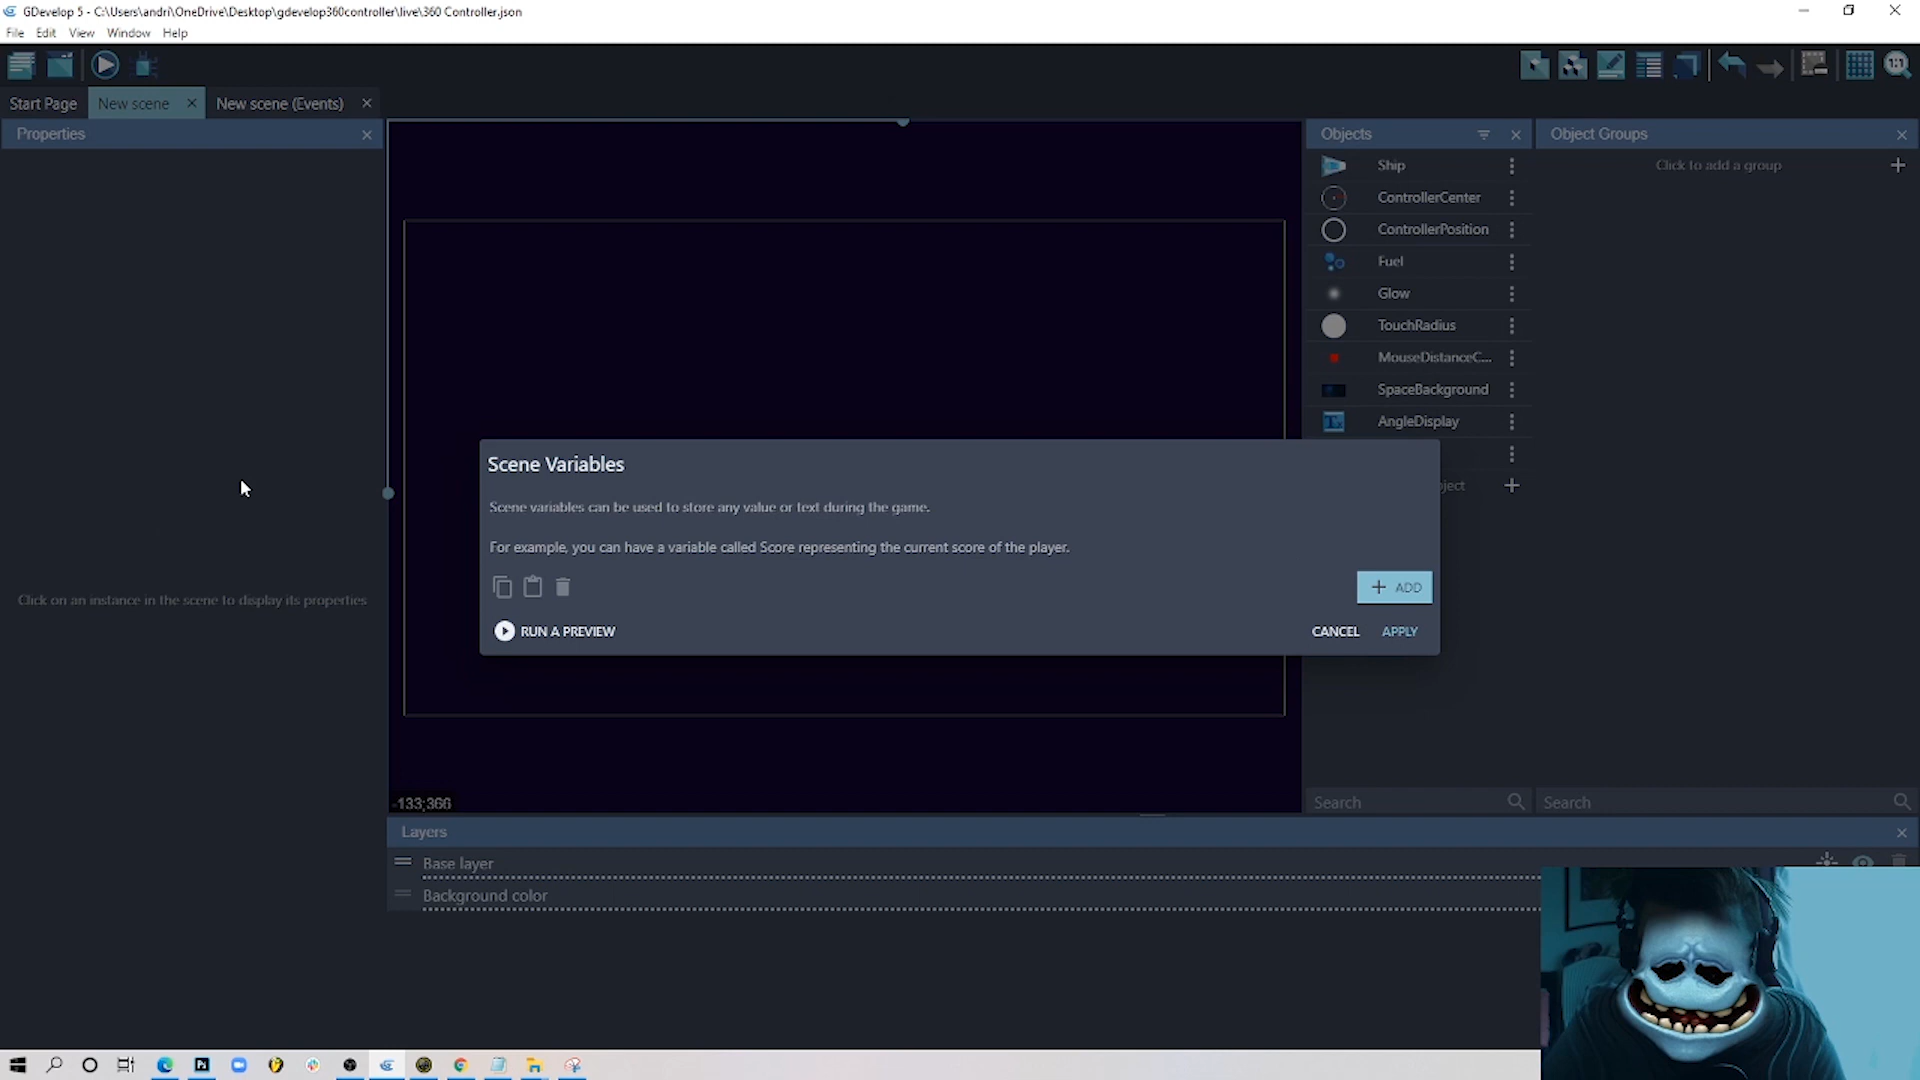 GDevelop 5 - C:\Users\andri\OneDrive\Desktop\gdevelop360controller\live\360 Controller.json
File Edit View Window Help
Start Page New scene New scene (Events)
Properties
Click on an instance in the scene to display its properties
-133;366
Scene Variables
Scene variables can be used to store any value or text during the game.
For example, you can have a variable called Score representing the current score of the player.
+ ADD
RUN A PREVIEW
CANCEL APPLY
Objects
Ship
ControllerCenter
ControllerPosition
Fuel
Glow
TouchRadius
MouseDistanceC...
SpaceBackground
AngleDisplay
Search
Object Groups
Click to add a group
Search
1:1
Layers
Base layer
Background color